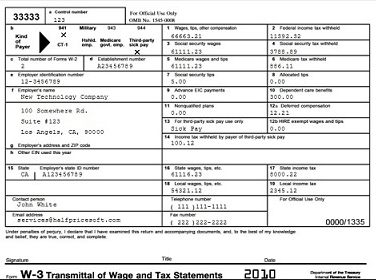 33333
a Control number
123
For Official Use Only
OMB No. 1545-0008
b
Kind of Payer
941
Military
943
944
X
CT-1
Hshld. emp.
Medicare govt. emp.
Third-party sick pay
X
1 Wages, tips, other compensation
66663.21
2 Federal income tax withheld
11392.32
3 Social security wages
61111.23
4 Social security tax withheld
3788.89
c Total number of Forms W-2
2
d Establishment number
A23456789
5 Medicare wages and tips
61111.23
6 Medicare tax withheld
886.11
e Employer identification number
12-3456789
7 Social security tips
5.00
8 Allocated tips
0.00
f Employer's name
New Technology Company
9 Advance EIC payments
0.00
10 Dependent care benefits
300.00
100 Somewhere Rd.
Suite #123
Los Angels, CA, 90000
11 Nonqualified plans
0.00
12a Deferred compensation
12.21
13 For third-party sick pay use only
Sick Pay
12b HIRE exempt wages and tips
0.00
g Employer's address and ZIP code
14 Income tax withheld by payer of third-party sick pay
100.12
h Other EIN used this year
15 State
CA
Employer's state ID number
A123456789
16 State wages, tips, etc.
61116.23
17 State income tax
8000.22
18 Local wages, tips, etc.
54321.12
19 Local income tax
2345.12
Contact person
John White
Telephone number
( 111 )111-1111
For Official Use Only
Email address
services@halfpricesoft.com
Fax number
( 222 )222-2222
0000/1335
Under penalties of perjury, I declare that I have examined this return and accompanying documents, and, to the best of my knowledge
and belief, they are true, correct, and complete.
Signature
Title
Date
Form W-3 Transmittal of Wage and Tax Statements
2010
Department of the Treasury
Internal Revenue Service